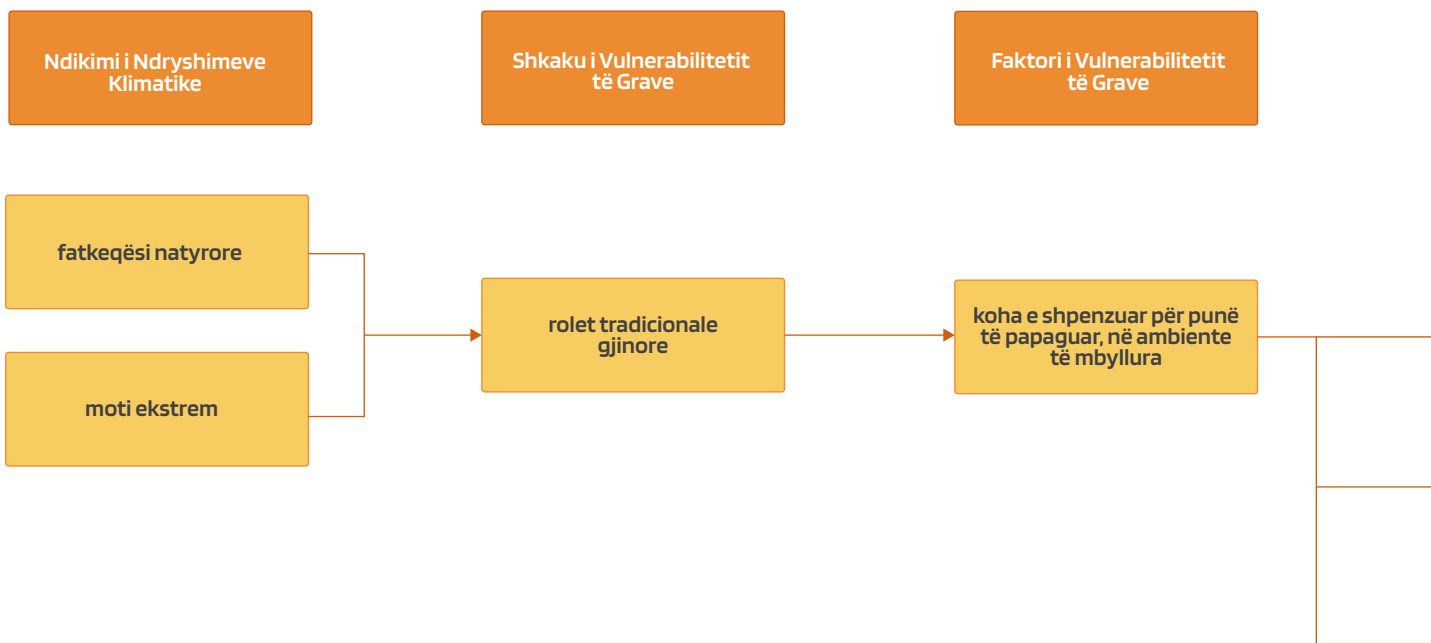 Ndikimi i Ndryshimeve
Klimatike
Shkaku i Vulnerabilitetit
të Grave
Faktori i Vulnerabilitetit
të Grave
fatkeqësi natyrore
moti ekstrem
rolet tradicionale
gjinore
koha e shpenzuar për punë
të papaguar, në ambiente
të mbyllura